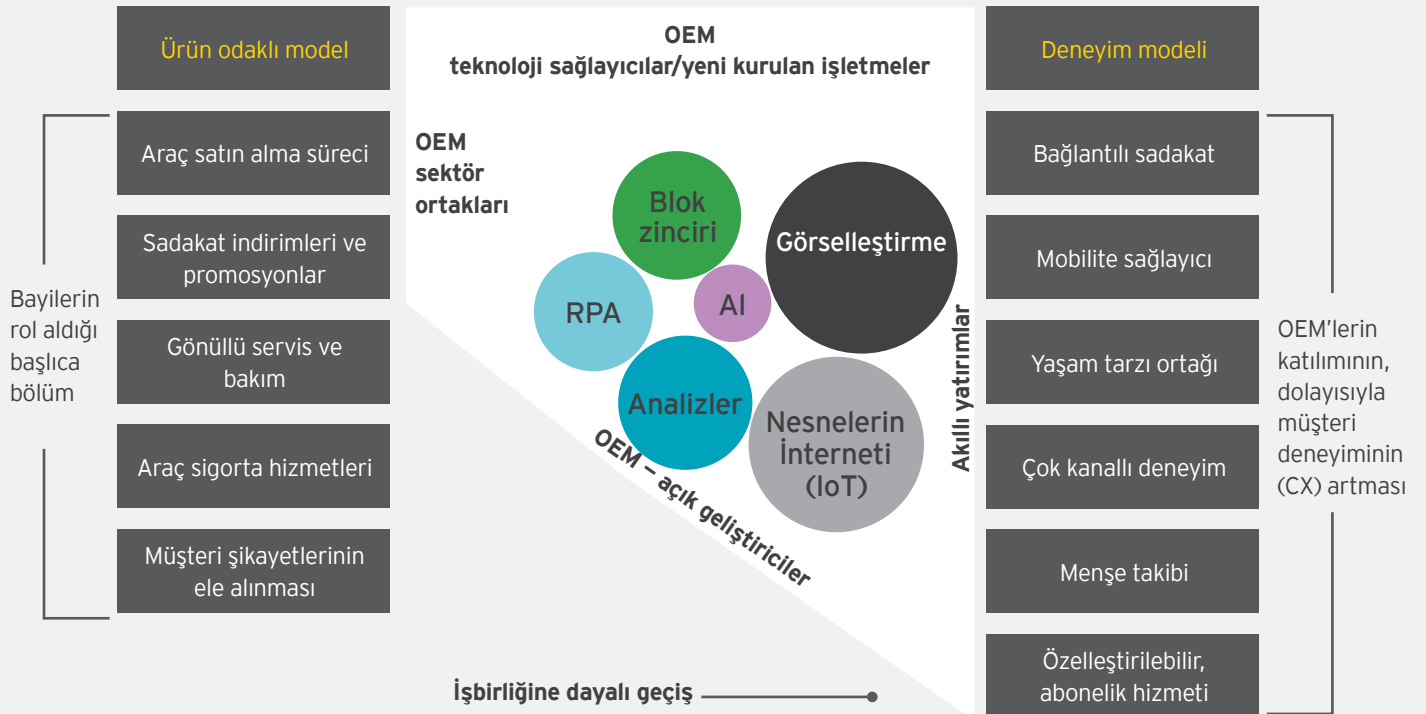 Ürün odaklı model
Araç satın alma süreci
Sadakat indirimleri ve
promosyonlar
Gönüllü servis ve
bakım
Araç sigorta hizmetleri
Müşteri şikayetlerinin
ele alınması
Bayilerin
rol aldığı
başlıca
bölüm
OEM
teknoloji sağlayıcılar/yeni kurulan işletmeler
OEM
sektör
ortakları
Blok
zinciri
Görselleştirme
RPA
AI
Analizler
Nesnelerin
İnterneti
(IoT)
OEM – açık geliştiriciler
Akıllı yatırımlar
İşbirliğine dayalı geçiş
Deneyim modeli
Bağlantılı sadakat
Mobilite sağlayıcı
Yaşam tarzı ortağı
Çok kanallı deneyim
Menşe takibi
Özelleştirilebilir,
abonelik hizmeti
OEM’lerin
katılımının,
dolayısıyla
müşteri
deneyiminin
(CX) artması